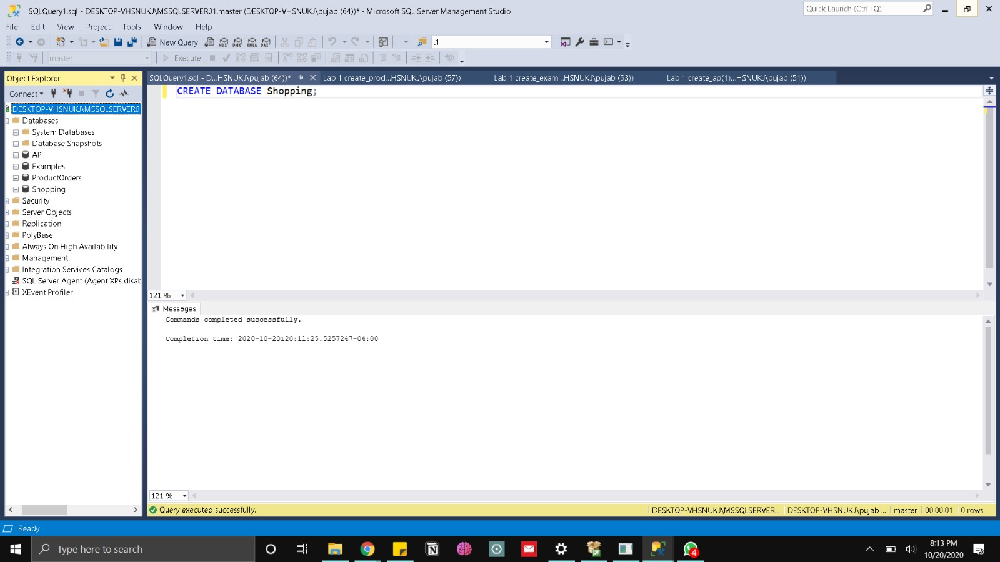 SQLQuery1.sql - DESKTOP-VHSNUKJ\MSSQLSERVER01.master (DESKTOP-VHSNUKJ\pujab (64))* - Microsoft SQL Server Management Studio
Quick Launch (Ctrl+Q)
File Edit View Project Tools Window Help
New Query
MDX DMX XMLA DAX
t1
master
Execute
Object Explorer
SQLQuery1.sql - D...HSNUKJ\pujab (64))*
Lab 1 create_prod...HSNUKJ\pujab (57))
Lab 1 create_exam...HSNUKJ\pujab (53))
Lab 1 create_ap(1)...HSNUKJ\pujab (51))
Connect
DESKTOP-VHSNUKJ\MSSQLSERVER01
Databases
System Databases
Database Snapshots
AP
Examples
ProductOrders
Shopping
Security
Server Objects
Replication
PolyBase
Always On High Availability
Management
Integration Services Catalogs
SQL Server Agent (Agent XPs disab
XEvent Profiler
CREATE DATABASE Shopping;
121 %
Messages
Commands completed successfully.
Completion time: 2020-10-20T20:11:25.5257247-04:00
121 %
Query executed successfully.
DESKTOP-VHSNUKJ\MSSQLSERVER...
DESKTOP-VHSNUKJ\pujab ...
master
00:00:01
0 rows
Ready
Type here to search
4
8:13 PM
10/20/2020